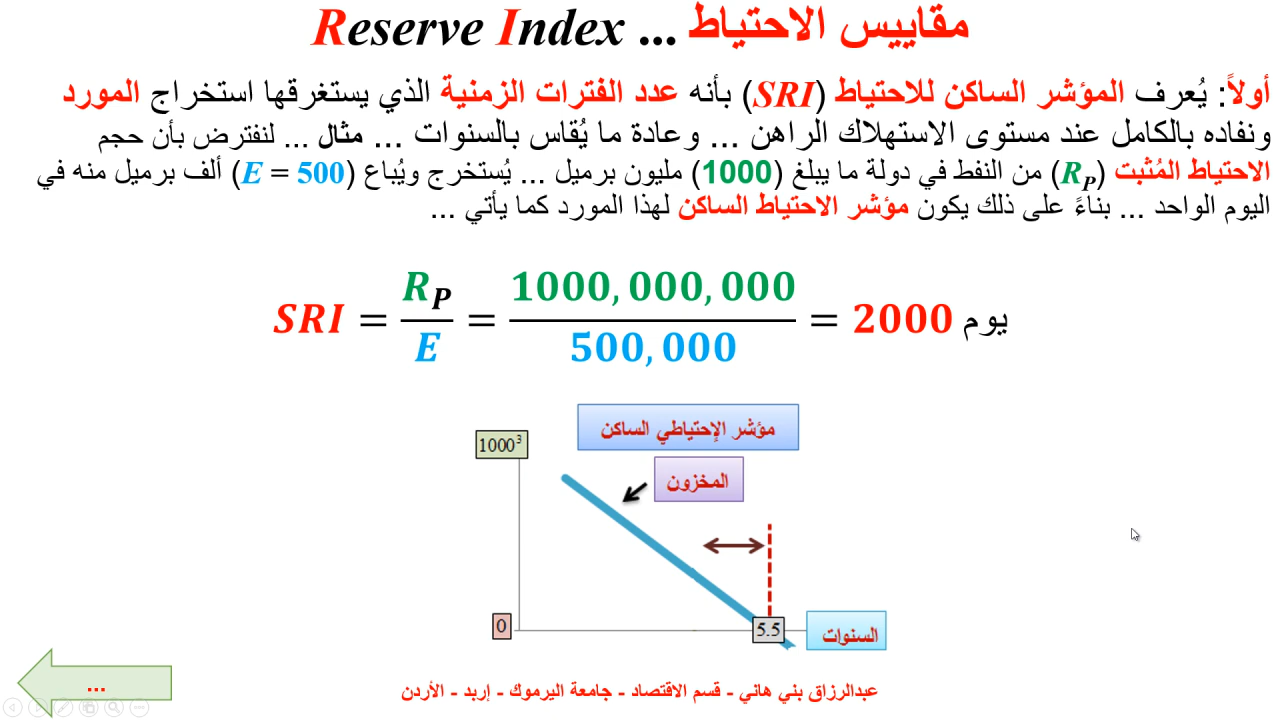 مقاييس الاحتياط ... Reserve Index
أولاً: يُعرف المؤشر الساكن للاحتياط (SRI) بأنه عدد الفترات الزمنية الذي يستغرقها استخراج المورد
ونفاده بالكامل عند مستوى الاستهلاك الراهن ... وعادة ما يُقاس بالسنوات ... مثال ... لنفترض بأن حجم
الاحتياط المُثبت (R_P) من النفط في دولة ما يبلغ (1000) مليون برميل ... يُستخرج ويُباع (E = 500) ألف برميل منه في
اليوم الواحد ... بناءً على ذلك يكون مؤشر الاحتياط الساكن لهذا المورد كما يأتي ...
SRI = R_P / E = 1000,000,000 / 500,000 = 2000 يوم
مؤشر الإحتياطي الساكن
1000³
المخزون
0
5.5
السنوات
...
عبدالرزاق بني هاني - قسم الاقتصاد - جامعة اليرموك - إربد - الأردن